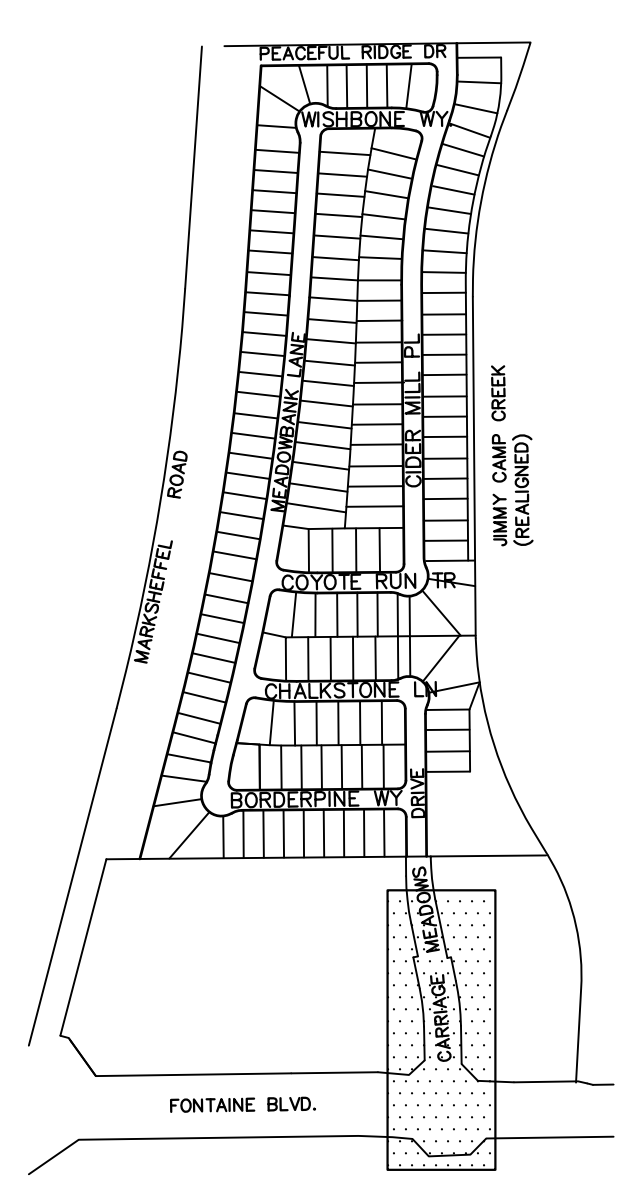 PEACEFUL RIDGE DR
WISHBONE WY
MEADOWBANK LANE
CIDER MILL PL
JIMMY CAMP CREEK
(REALIGNED)
MARKSHEFFEL ROAD
COYOTE RUN TR
CHALKSTONE LN
BORDERPINE WY
CARRIAGE MEADOWS DRIVE
FONTAINE BLVD.